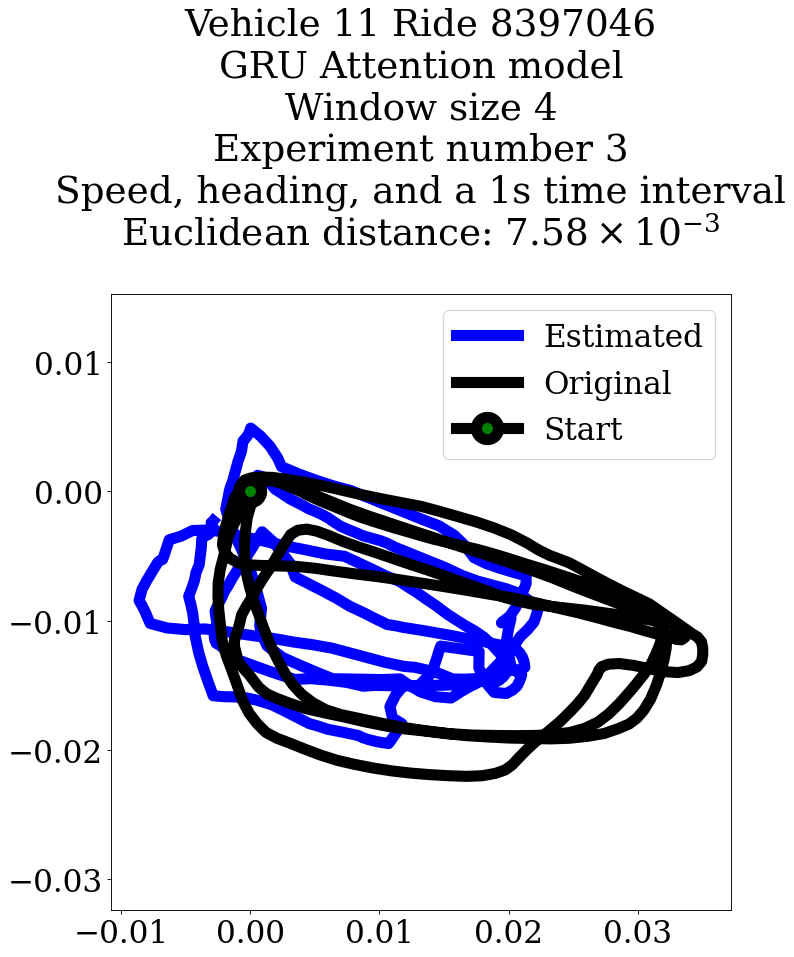 Vehicle 11 Ride 8397046
GRU Attention model
Window size 4
Experiment number 3
Speed, heading, and a 1s time interval
Euclidean distance: 7.58 × 10⁻³
Estimated
Original
Start
0.01
0.00
−0.01
−0.02
−0.03
−0.01 0.00 0.01 0.02 0.03